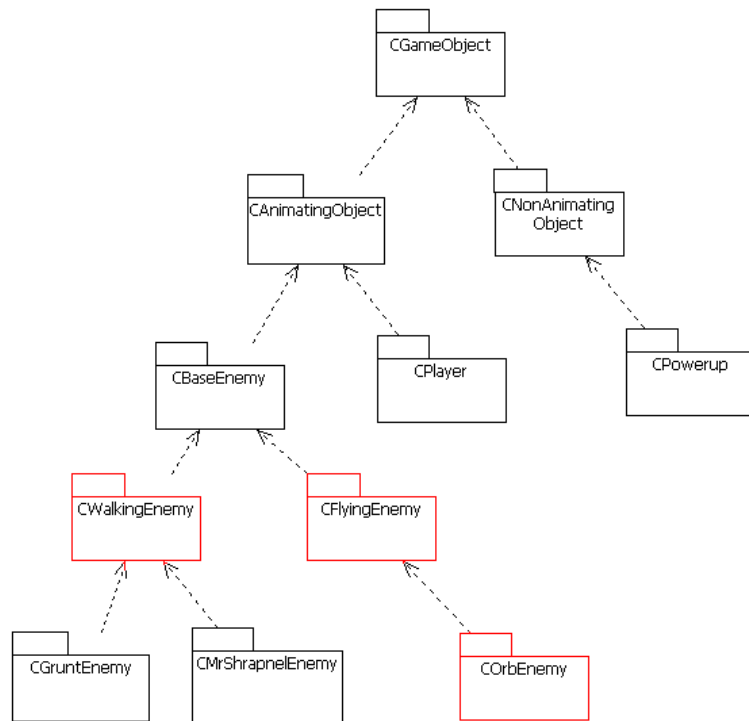 CGameObject
CAnimatingObject
CNonAnimating
Object
CBaseEnemy
CPlayer
CPowerup
CWalkingEnemy
CFlyingEnemy
CGruntEnemy
CMrShrapnelEnemy
COrbEnemy